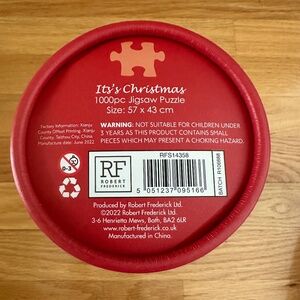 It's Christmas
1000pc Jigsaw Puzzle
Size: 57 x 43 cm
Factory Information: Xianju
County Offset Printing, Xianju
County, Taizhou City, China.
Manufacture date: June 2022
WARNING: NOT SUITABLE FOR CHILDREN UNDER
3 YEARS AS THIS PRODUCT CONTAINS SMALL
PIECES WHICH MAY PRESENT A CHOKING HAZARD.
0-3
RF
ROBERT
FREDERICK
RFS14358
5 051237 095166
BATCH: R100888
Produced by Robert Frederick Ltd.
©2022 Robert Frederick Ltd.
3-6 Henrietta Mews, Bath, BA2 6LR
www.robert-frederick.co.uk
Manufactured in China.